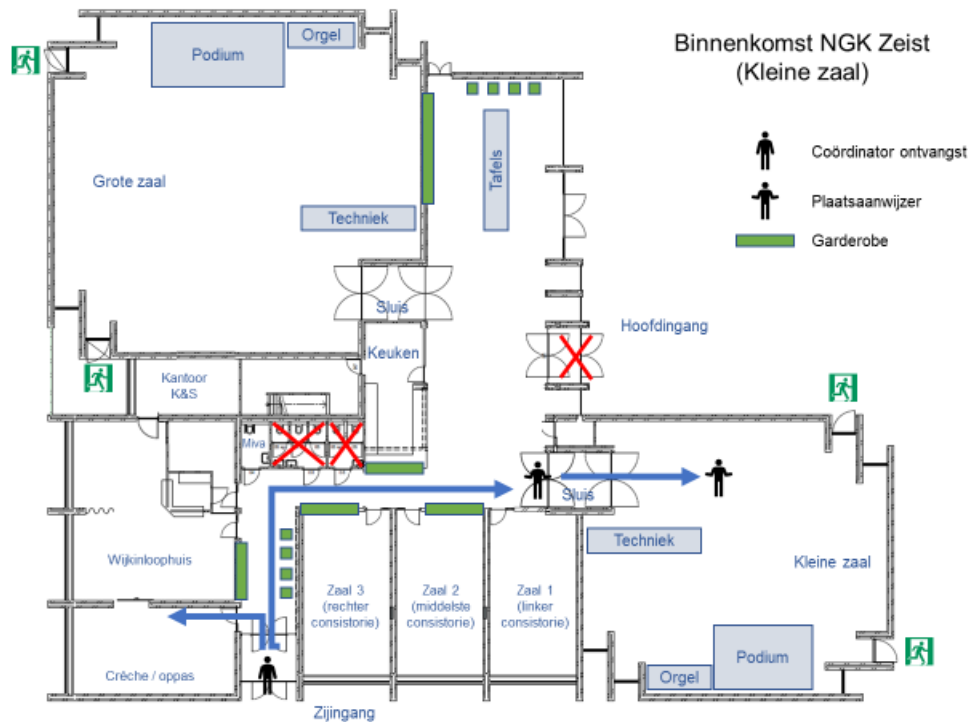 Binnenkomst NGK Zeist
(Kleine zaal)
Coördinator ontvangst
Plaatsaanwijzer
Garderobe
Orgel
Podium
Grote zaal
Tafels
Techniek
Sluis
Hoofdingang
Keuken
Kantoor
K&S
Miva
Sluis
Techniek
Wijkinloophuis
Kleine zaal
Zaal 3
(rechter
consistorie)
Zaal 2
(middelste
consistorie)
Zaal 1
(linker
consistorie)
Crèche / oppas
Podium
Orgel
Zijingang